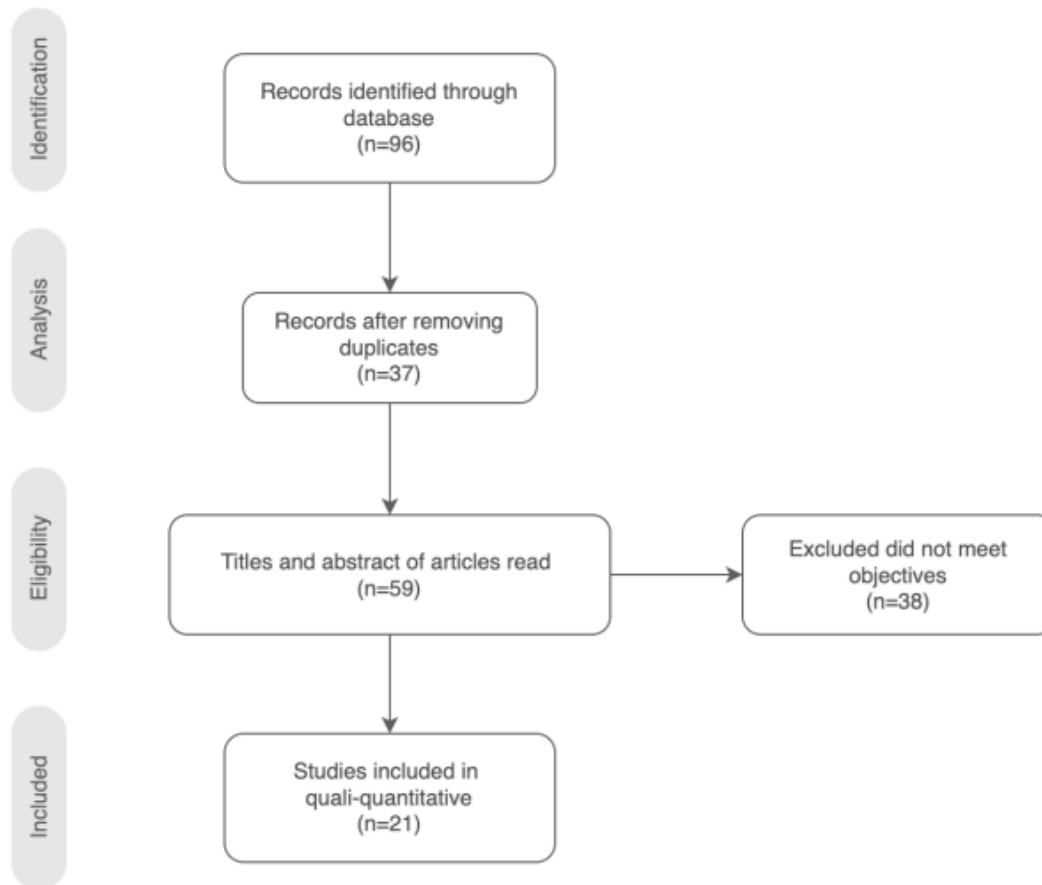 Identification
Records identified through
database
(n=96)
Analysis
Records after removing
duplicates
(n=37)
Eligibility
Titles and abstract of articles read
(n=59)
Excluded did not meet
objectives
(n=38)
Included
Studies included in
quali-quantitative
(n=21)